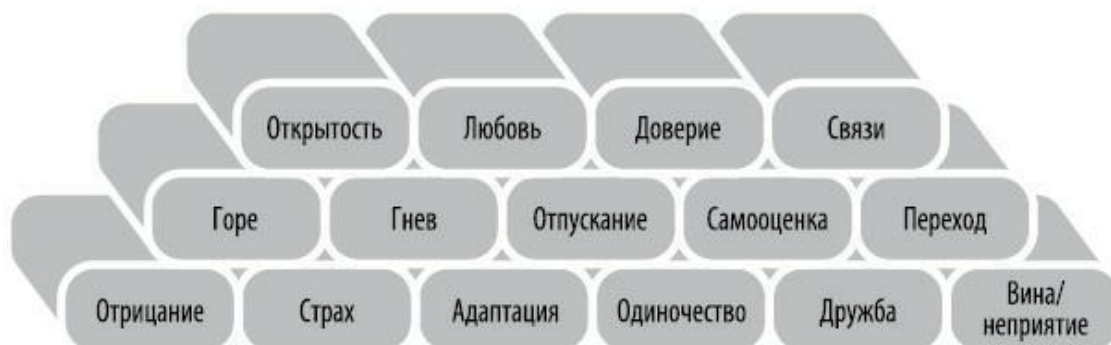 Открытость Любовь Доверие Связи
Горе Гнев Отпускание Самооценка Переход
Отрицание Страх Адаптация Одиночество Дружба Вина/
неприятие